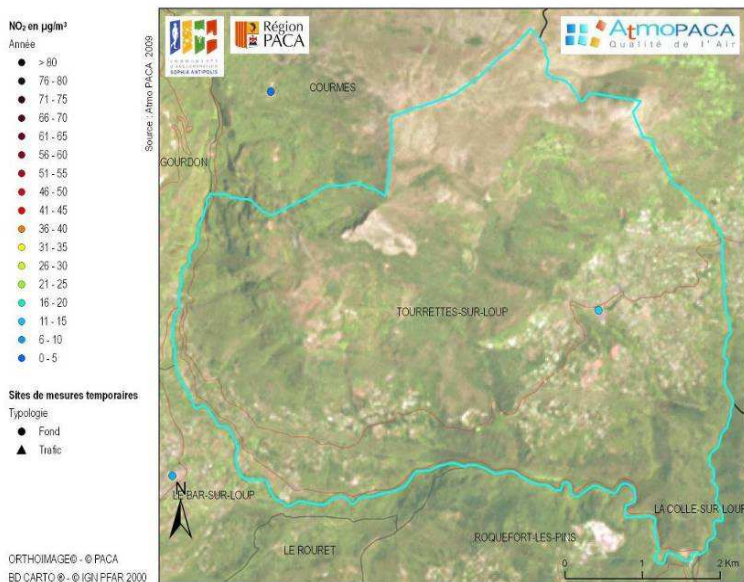 NO₂ en µg/m³
Année
> 80
76 - 80
71 - 75
66 - 70
61 - 65
56 - 60
51 - 55
46 - 50
41 - 45
36 - 40
31 - 35
26 - 30
21 - 25
16 - 20
11 - 15
6 - 10
0 - 5
Sites de mesures temporaires
Typologie
Fond
Trafic
ORTHOIMAGE© - © PACA
BD CARTO ® - © IGN PFAR 2000
Source : Atmo PACA 2009
SOPHIA ANTIPOLIS
Région
PACA
AtmoPACA
Qualité de l'Air
COURMES
GOURDON
TOURRETTES-SUR-LOUP
LE BAR-SUR-LOUP
N
LA COLLE-SUR LOUP
ROQUEFORT-LES-PINS
LE ROURET
0 1 2 Km